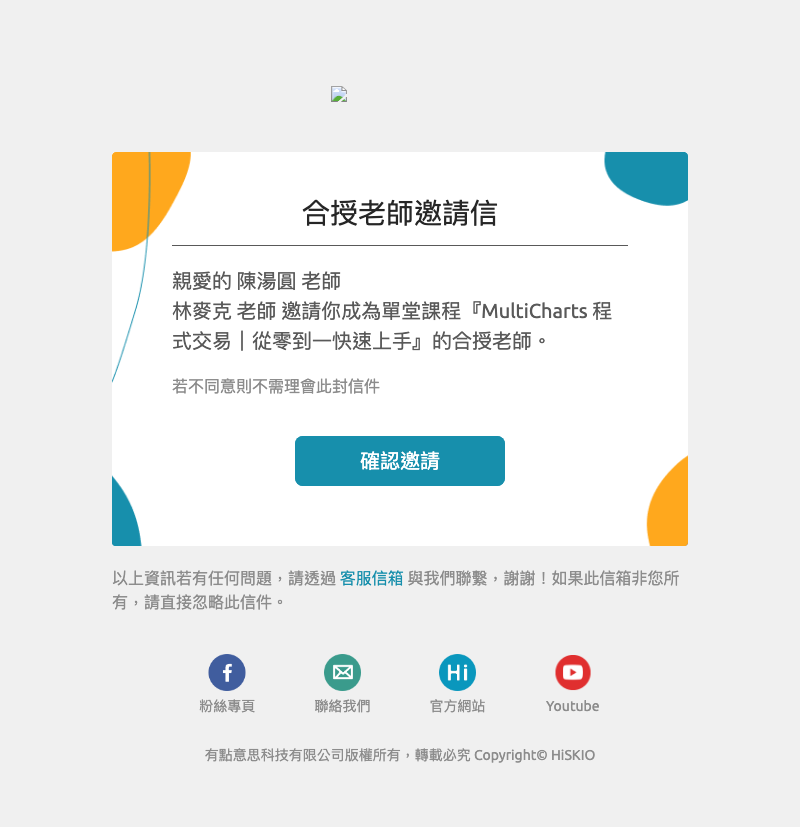 合授老師邀請信
親愛的 陳湯圓 老師
林麥克 老師 邀請你成為單堂課程『MultiCharts 程
式交易｜從零到一快速上手』的合授老師。
若不同意則不需理會此封信件
確認邀請
以上資訊若有任何問題，請透過 客服信箱 與我們聯繫，謝謝！如果此信箱非您所
有，請直接忽略此信件。
Hi
粉絲專頁 聯絡我們 官方網站 Youtube
有點意思科技有限公司版權所有，轉載必究 Copyright© HiSKIO